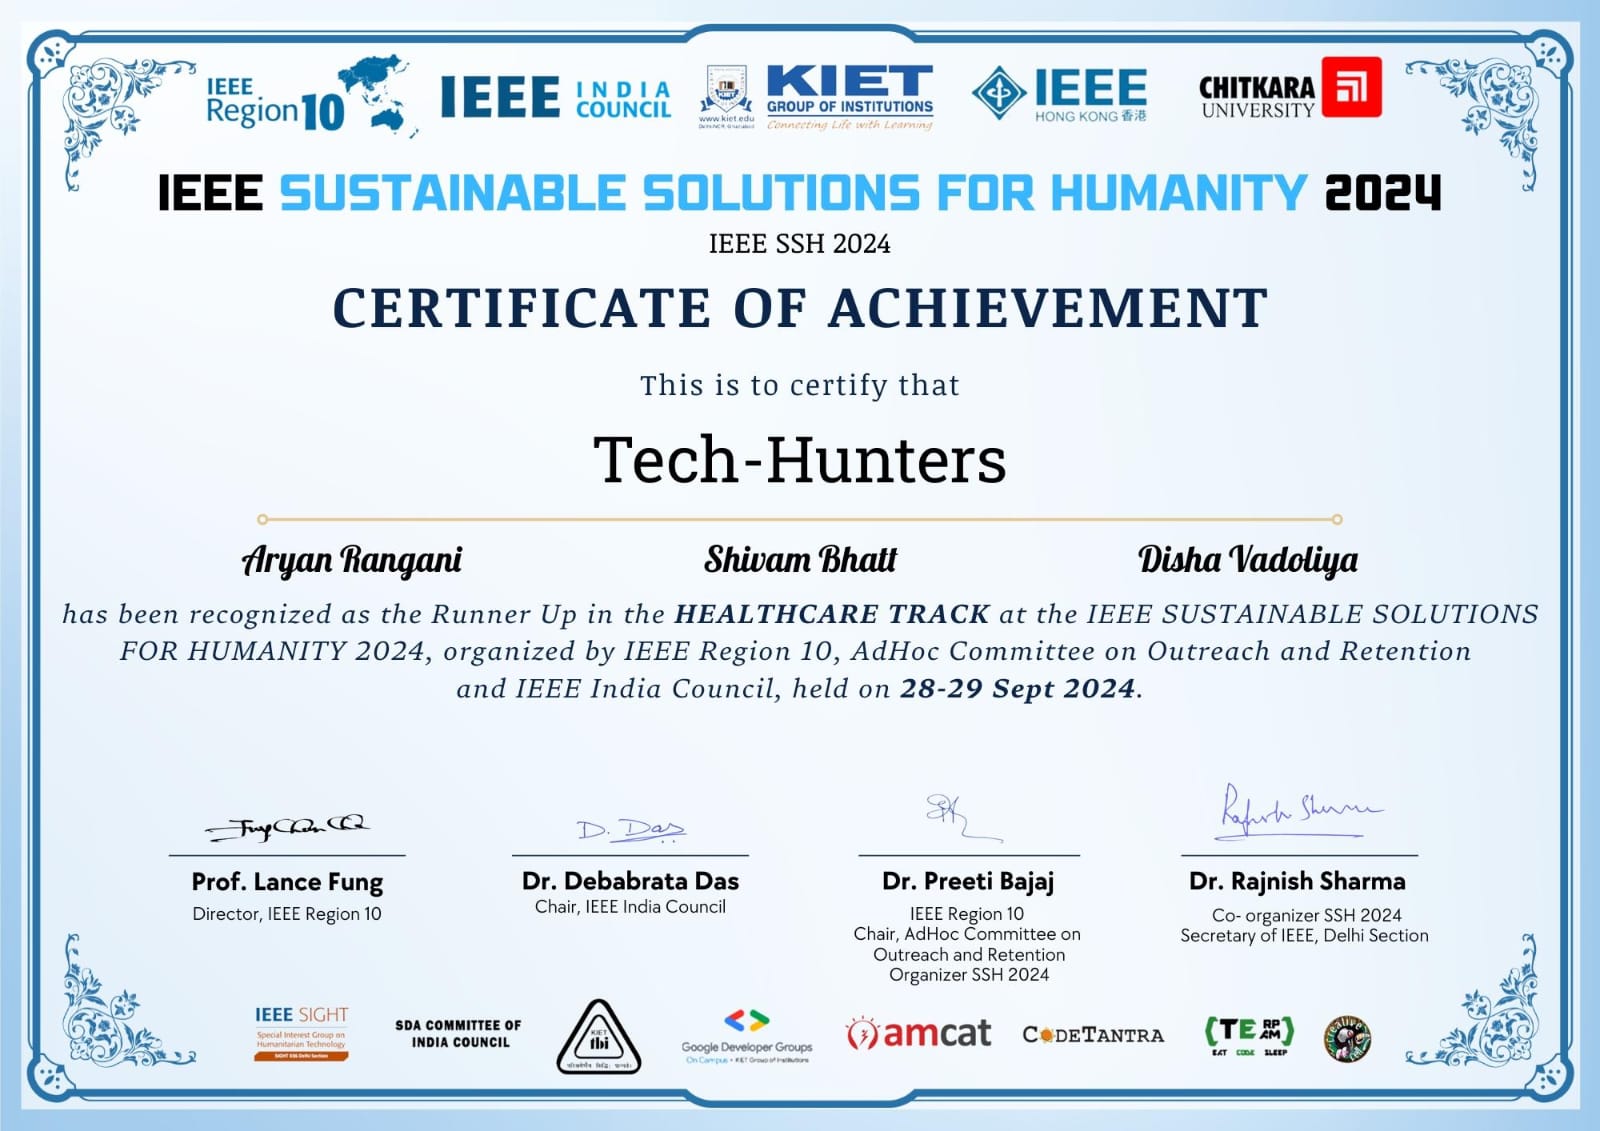 IEEE Region 10
IEEE INDIA COUNCIL
www.kiet.edu
KIET GROUP OF INSTITUTIONS
Connecting Life with Learning
IEEE HONG KONG 香港
CHITKARA UNIVERSITY
IEEE SUSTAINABLE SOLUTIONS FOR HUMANITY 2024
IEEE SSH 2024
CERTIFICATE OF ACHIEVEMENT
This is to certify that
Tech-Hunters
Aryan Rangani
Shivam Bhatt
Disha Vadoliya
has been recognized as the Runner Up in the HEALTHCARE TRACK at the IEEE SUSTAINABLE SOLUTIONS
FOR HUMANITY 2024, organized by IEEE Region 10, AdHoc Committee on Outreach and Retention
and IEEE India Council, held on 28-29 Sept 2024.
D. Das
Prof. Lance Fung
Director, IEEE Region 10
Dr. Debabrata Das
Chair, IEEE India Council
Dr. Preeti Bajaj
IEEE Region 10
Chair, AdHoc Committee on
Outreach and Retention
Organizer SSH 2024
Dr. Rajnish Sharma
Co- organizer SSH 2024
Secretary of IEEE, Delhi Section
IEEE SIGHT
Special Interest Group on
Humanitarian Technology
SDA COMMITTEE OF
INDIA COUNCIL
KIET
tbi
Google Developer Groups
On Campus • KIET Group of Institutions
amcat
CODETANTRA
{TERRAM}
EAT CODE SLEEP